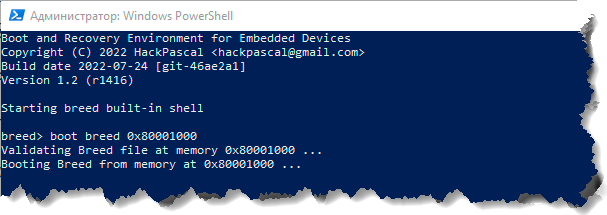 Администратор: Windows PowerShell
Boot and Recovery Environment for Embedded Devices
Copyright (C) 2022 HackPascal <hackpascal@gmail.com>
Build date 2022-07-24 [git-46ae2a1]
Version 1.2 (r1416)
Starting breed built-in shell
breed> boot breed 0x80001000
Validating Breed file at memory 0x80001000 ...
Booting Breed from memory at 0x80001000 ...